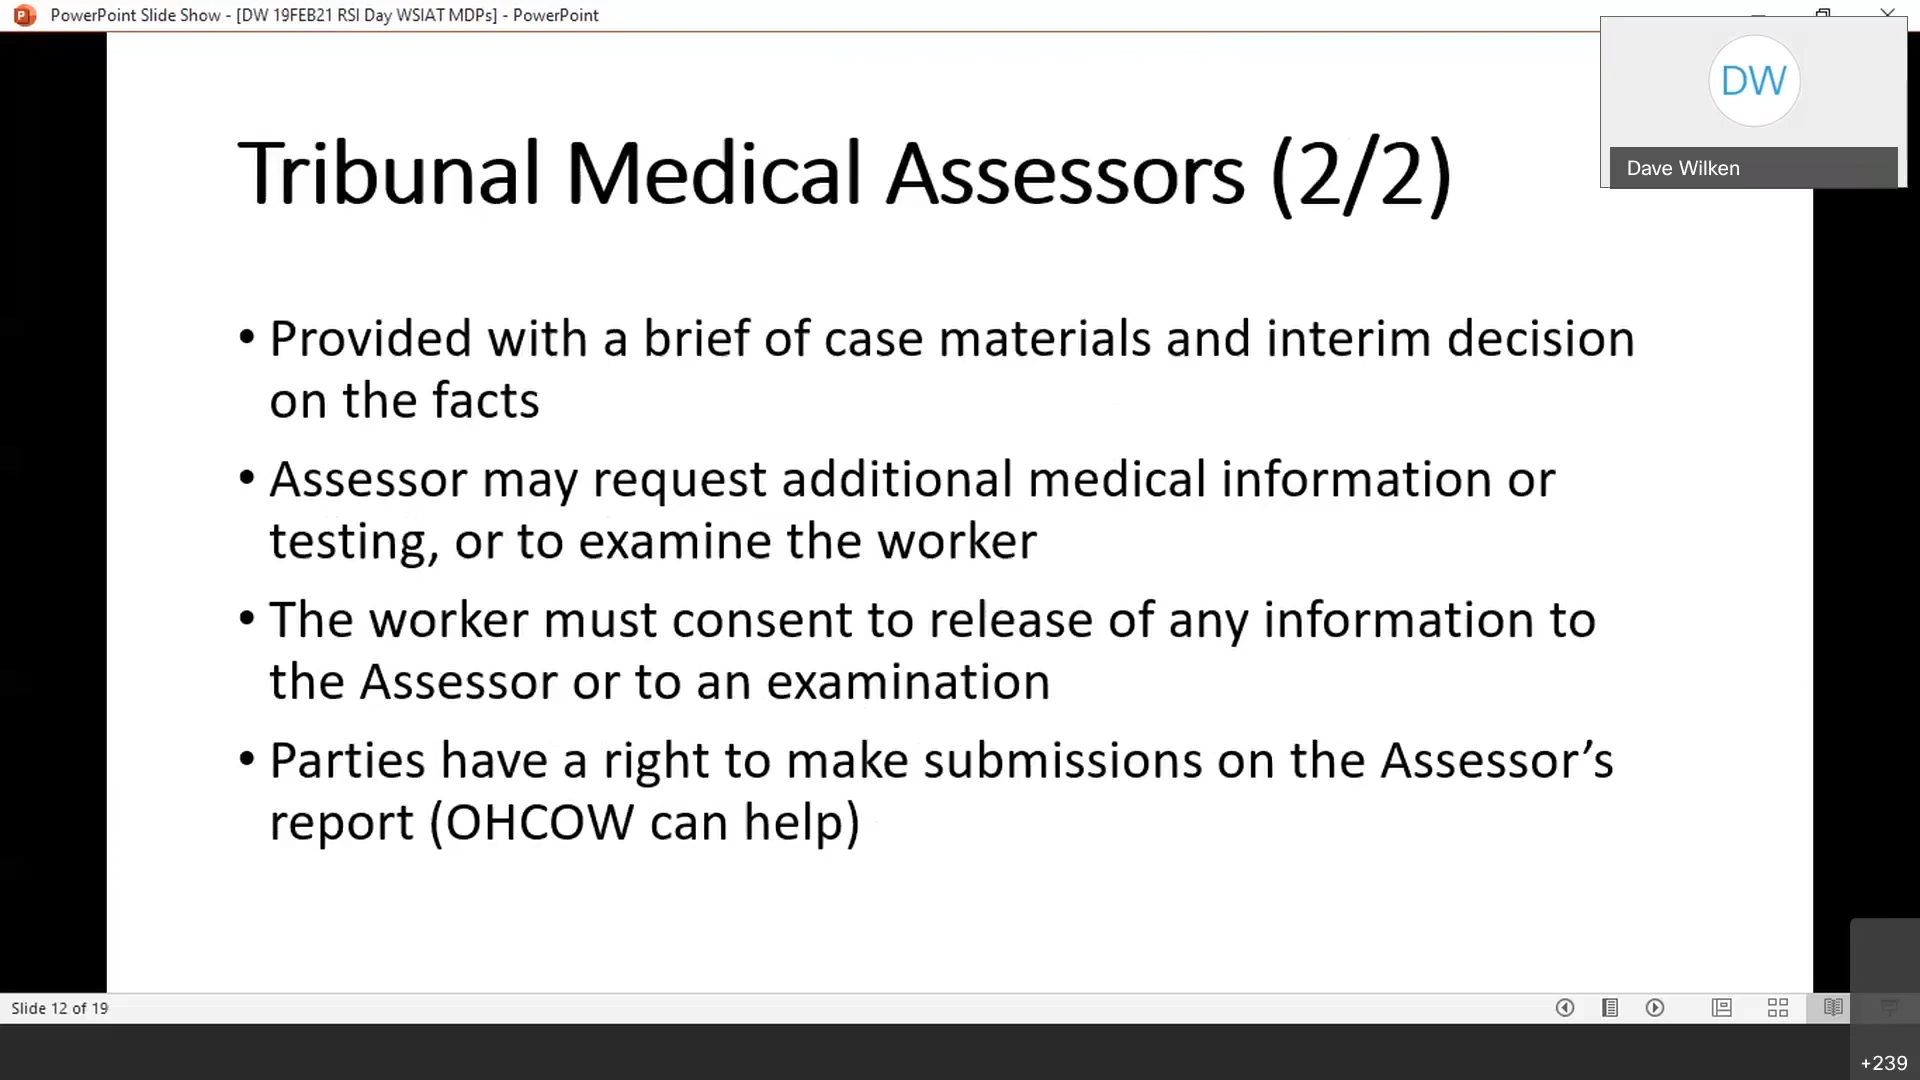 PowerPoint Slide Show - [DW 19FEB21 RSI Day WSIAT MDPs] - PowerPoint
DW
Dave Wilken
Tribunal Medical Assessors (2/2)
• Provided with a brief of case materials and interim decision
on the facts
• Assessor may request additional medical information or
testing, or to examine the worker
• The worker must consent to release of any information to
the Assessor or to an examination
• Parties have a right to make submissions on the Assessor’s
report (OHCOW can help)
Slide 12 of 19
+239